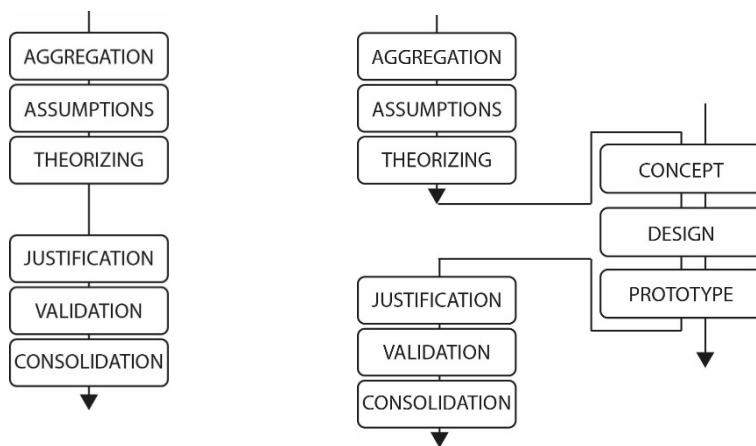 AGGREGATION
ASSUMPTIONS
THEORIZING
JUSTIFICATION
VALIDATION
CONSOLIDATION
AGGREGATION
ASSUMPTIONS
THEORIZING
JUSTIFICATION
VALIDATION
CONSOLIDATION
CONCEPT
DESIGN
PROTOTYPE